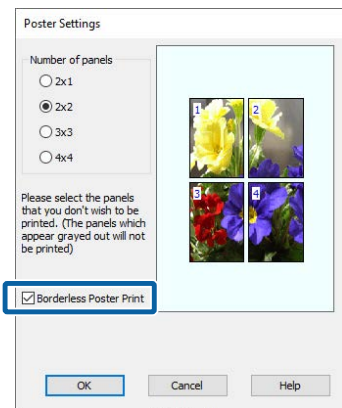 Poster Settings
Number of panels
2x1
2x2
3x3
4x4
Please select the panels
that you don't wish to be
printed. (The panels which
appear grayed out will not
be printed)
Borderless Poster Print
1
2
3
4
OK
Cancel
Help